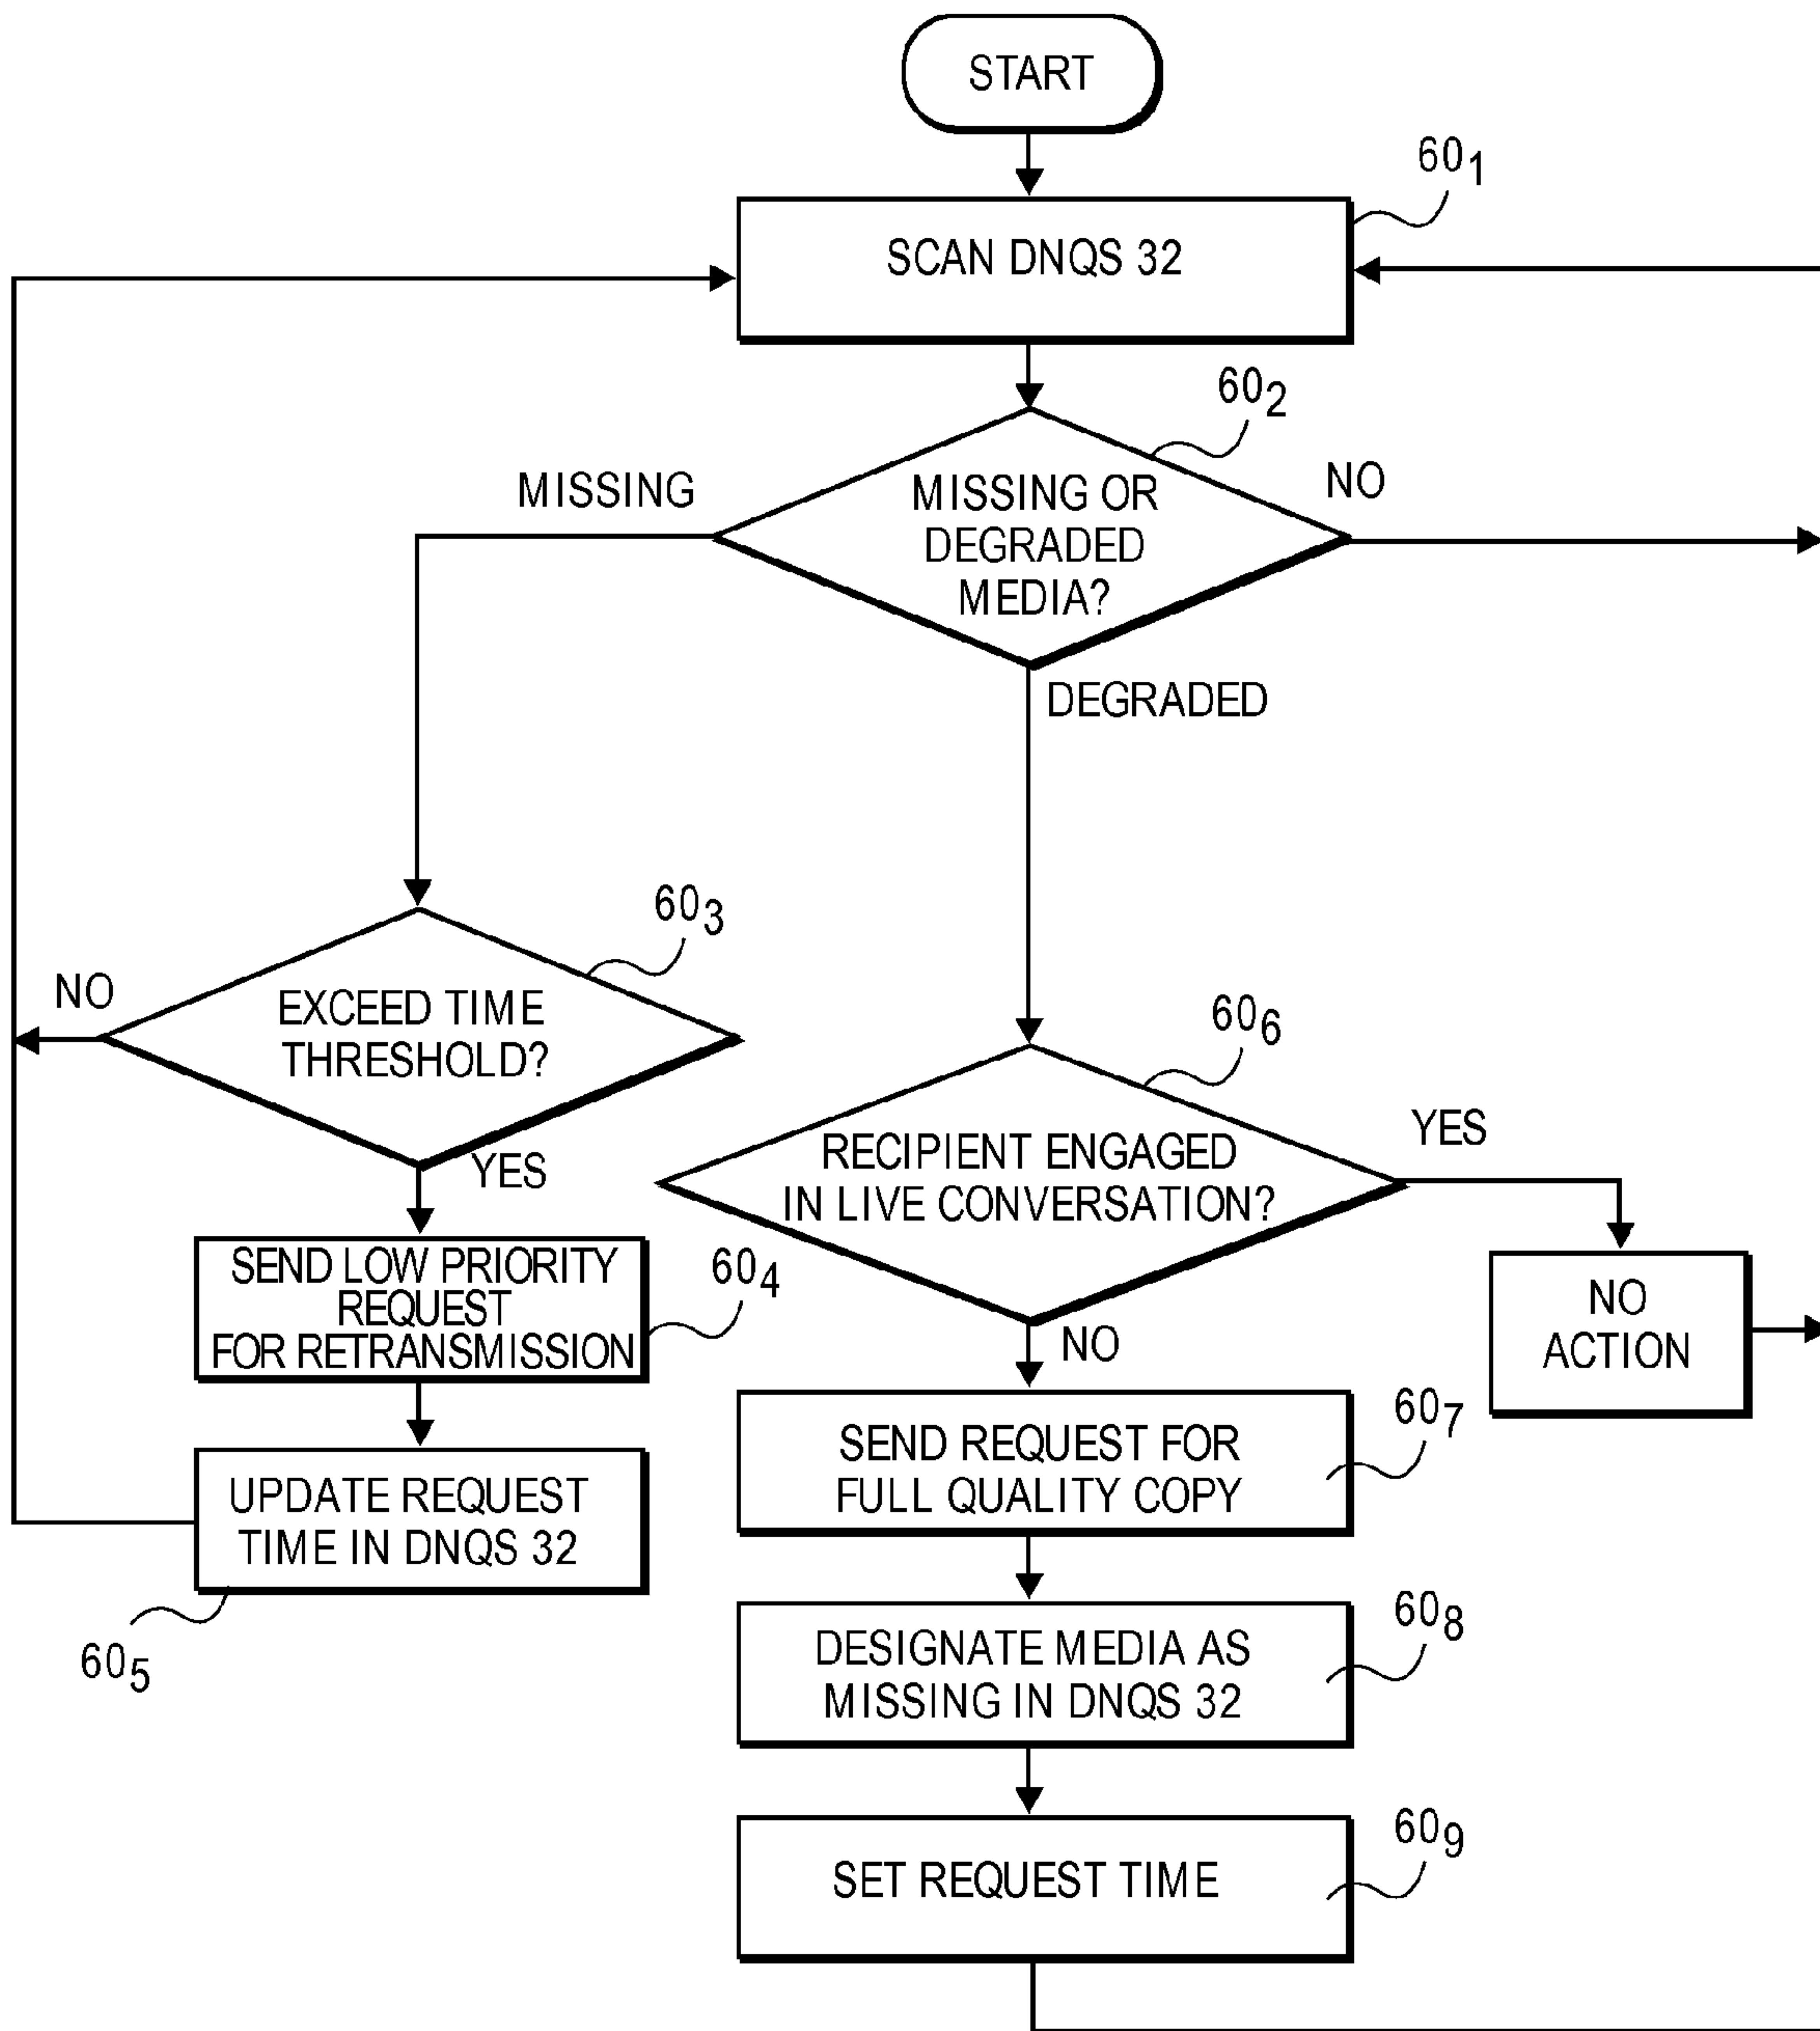 START
60₁
SCAN DNQS 32
60₂
MISSING
MISSING OR
DEGRADED
MEDIA?
NO
DEGRADED
60₃
NO
EXCEED TIME
THRESHOLD?
YES
60₆
RECIPIENT ENGAGED
IN LIVE CONVERSATION?
YES
SEND LOW PRIORITY
REQUEST
FOR RETRANSMISSION
60₄
NO
NO
ACTION
UPDATE REQUEST
TIME IN DNQS 32
60₅
SEND REQUEST FOR
FULL QUALITY COPY
60₇
DESIGNATE MEDIA AS
MISSING IN DNQS 32
60₈
SET REQUEST TIME
60₉